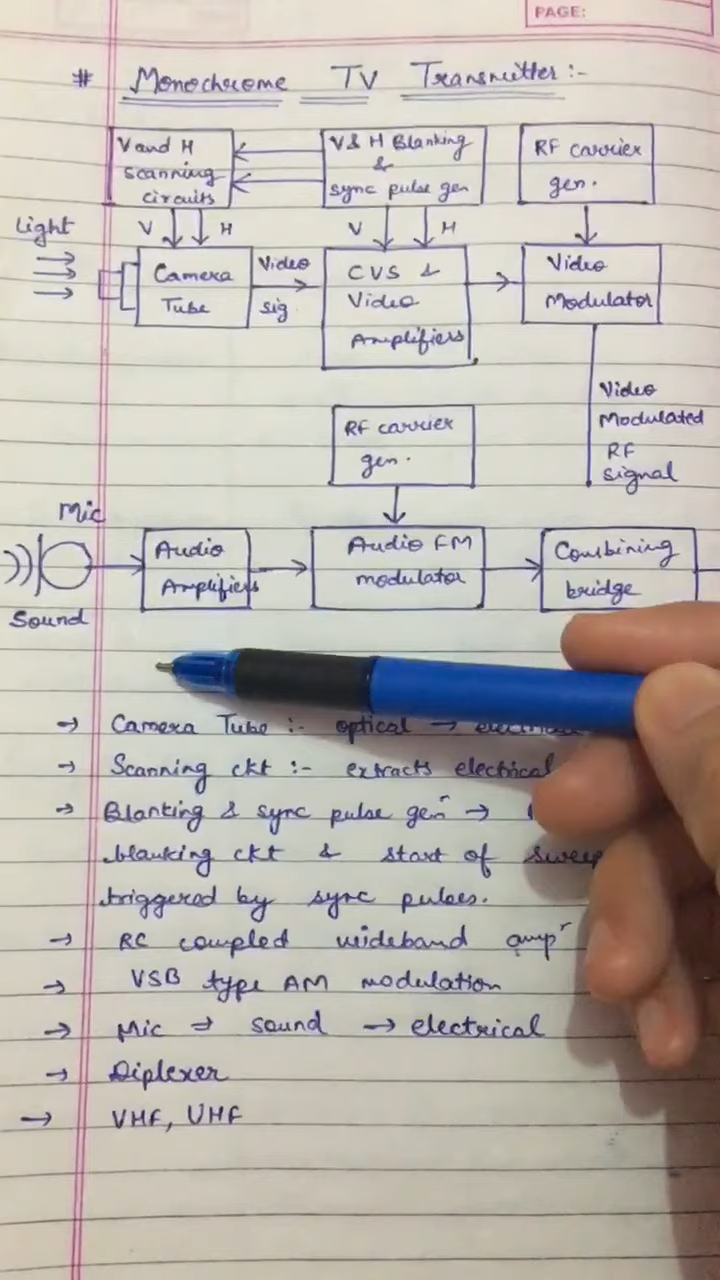 PAGE:
# Monochrome TV Transmitter :-
V and H
scanning
circuits
V & H Blanking
&
sync pulse gen
RF carrier
gen.
Light
V H
V H
Camera
Tube
Video
sig.
CVS &
Video
Amplifiers
Video
Modulator
Video
Modulated
RF
signal
RF carrier
gen.
Mic
Sound
Audio
Amplifiers
Audio FM
modulator
Combining
bridge
→ Camera Tube :- optical →
→ Scanning ckt :- extracts electrical
→ Blanking & sync pulse genr →
blanking ckt & start of sweep
triggered by sync pulses.
→ RC coupled wideband ampr
→ VSB type AM modulation
→ Mic ⇒ sound → electrical
→ Diplexer
→ VHF, UHF